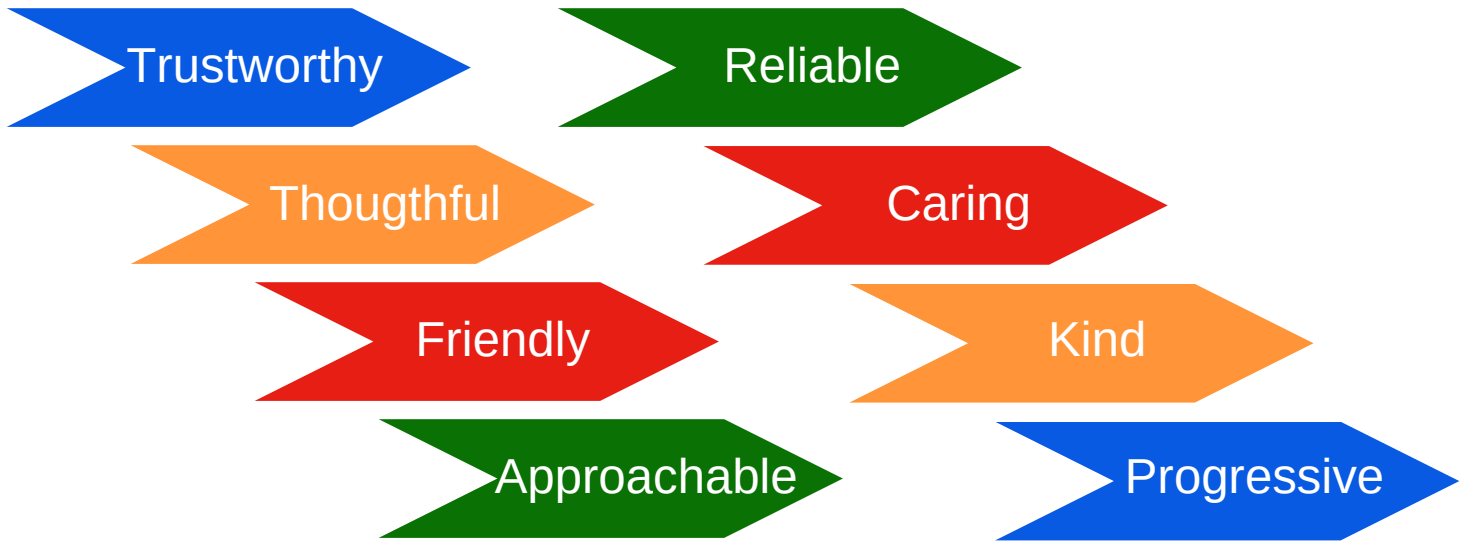 Trustworthy
Reliable
Thougthful
Caring
Friendly
Kind
Approachable
Progressive